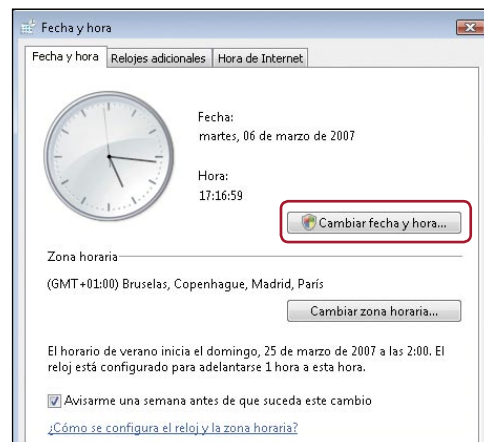 Fecha y hora
Fecha y hora Relojes adicionales Hora de Internet
Fecha:
martes, 06 de marzo de 2007
Hora:
17:16:59
Cambiar fecha y hora...
Zona horaria
(GMT+01:00) Bruselas, Copenhague, Madrid, París
Cambiar zona horaria...
El horario de verano inicia el domingo, 25 de marzo de 2007 a las 2:00. El
reloj está configurado para adelantarse 1 hora a esta hora.
Avisarme una semana antes de que suceda este cambio
¿Cómo se configura el reloj y la zona horaria?